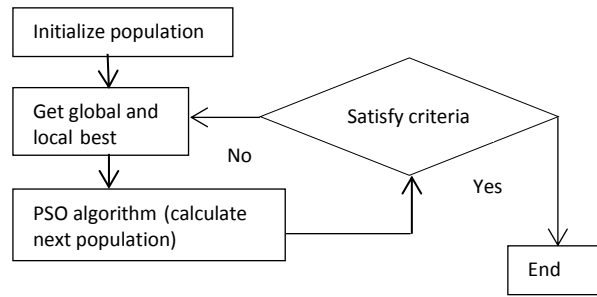 Initialize population
Get global and
local best
Satisfy criteria
No
Yes
PSO algorithm (calculate
next population)
End